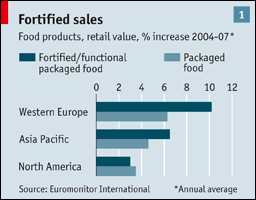 1
Fortified sales
Food products, retail value, % increase 2004-07*
Fortified/functional packaged food
Packaged food
0 2 4 6 8 10 12
Western Europe
Asia Pacific
North America
Source: Euromonitor International *Annual average